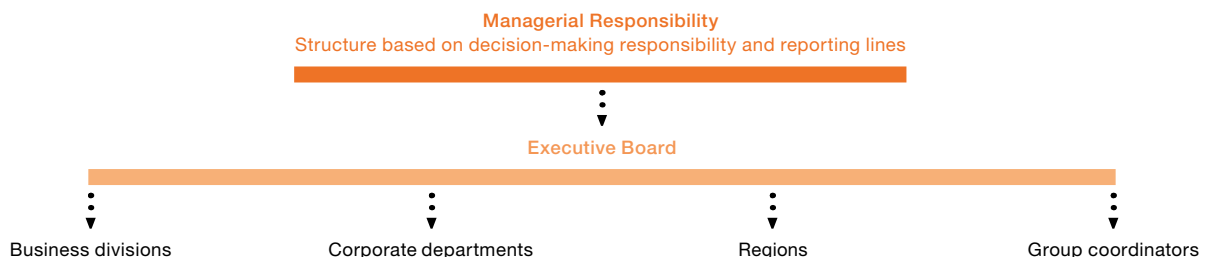 Managerial Responsibility
Structure based on decision-making responsibility and reporting lines
Executive Board
Business divisions
Corporate departments
Regions
Group coordinators